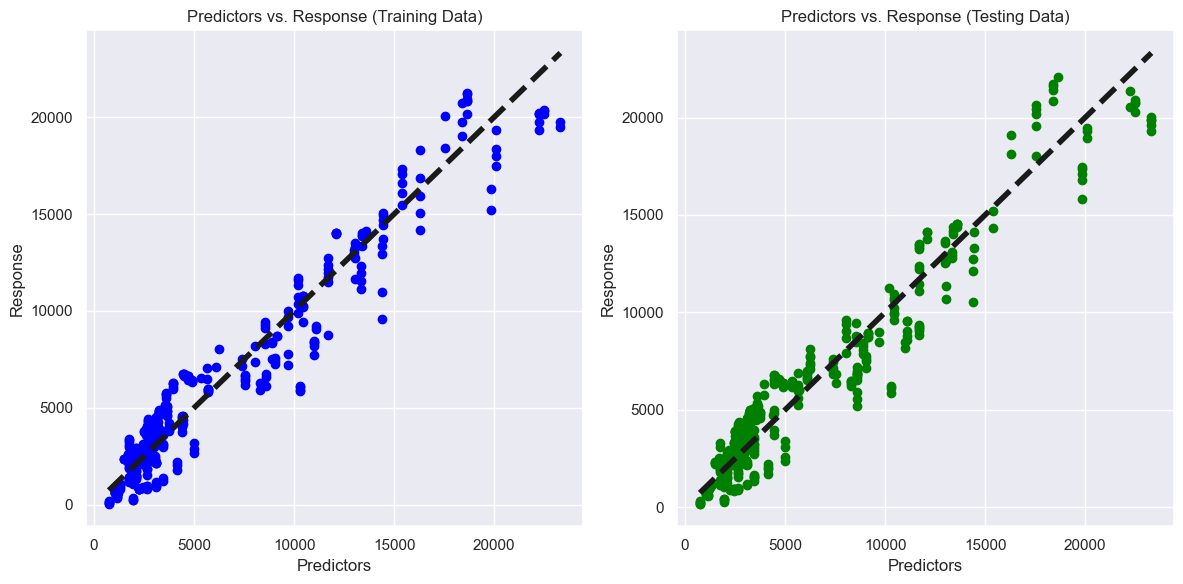 Predictors vs. Response (Training Data)
Response
20000
15000
10000
5000
0
0 5000 10000 15000 20000
Predictors
Predictors vs. Response (Testing Data)
Response
20000
15000
10000
5000
0
0 5000 10000 15000 20000
Predictors